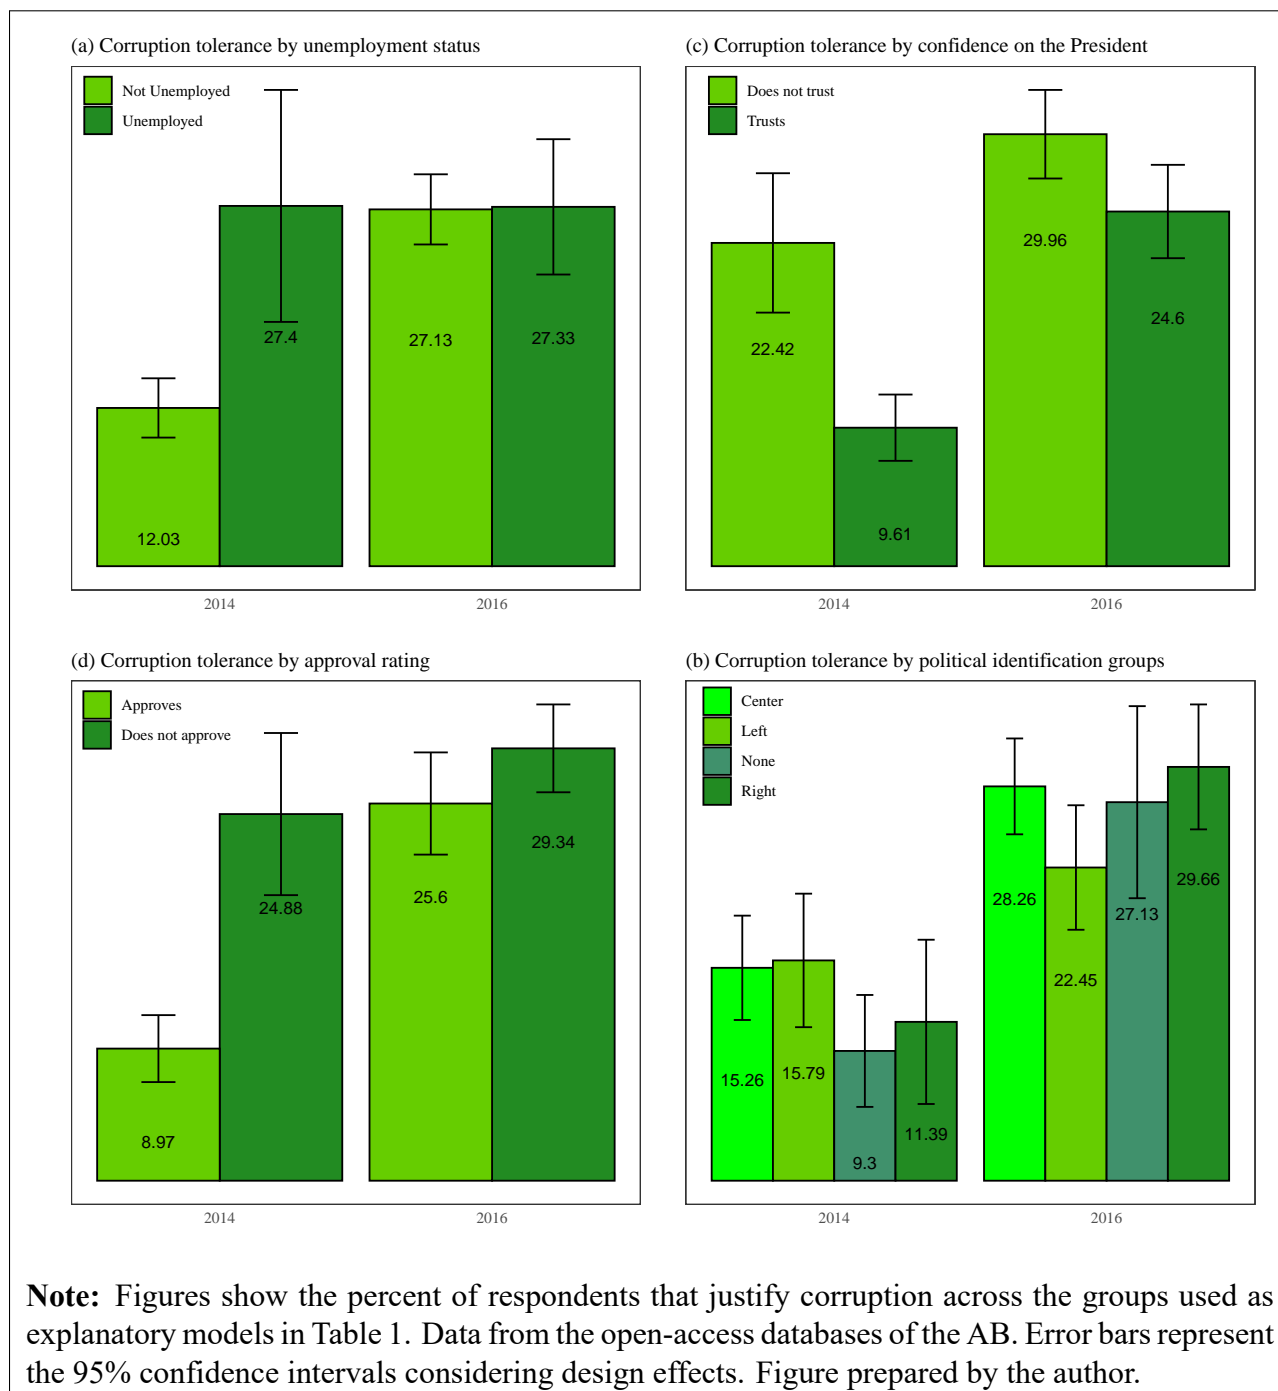 (a) Corruption tolerance by unemployment status
Not Unemployed
Unemployed
12.03
27.4
27.13
27.33
2014
2016
(c) Corruption tolerance by confidence on the President
Does not trust
Trusts
22.42
9.61
29.96
24.6
2014
2016
(d) Corruption tolerance by approval rating
Approves
Does not approve
8.97
24.88
25.6
29.34
2014
2016
(b) Corruption tolerance by political identification groups
Center
Left
None
Right
15.26
15.79
9.3
11.39
28.26
22.45
27.13
29.66
2014
2016
Note: Figures show the percent of respondents that justify corruption across the groups used as
explanatory models in Table 1. Data from the open-access databases of the AB. Error bars represent
the 95% confidence intervals considering design effects. Figure prepared by the author.